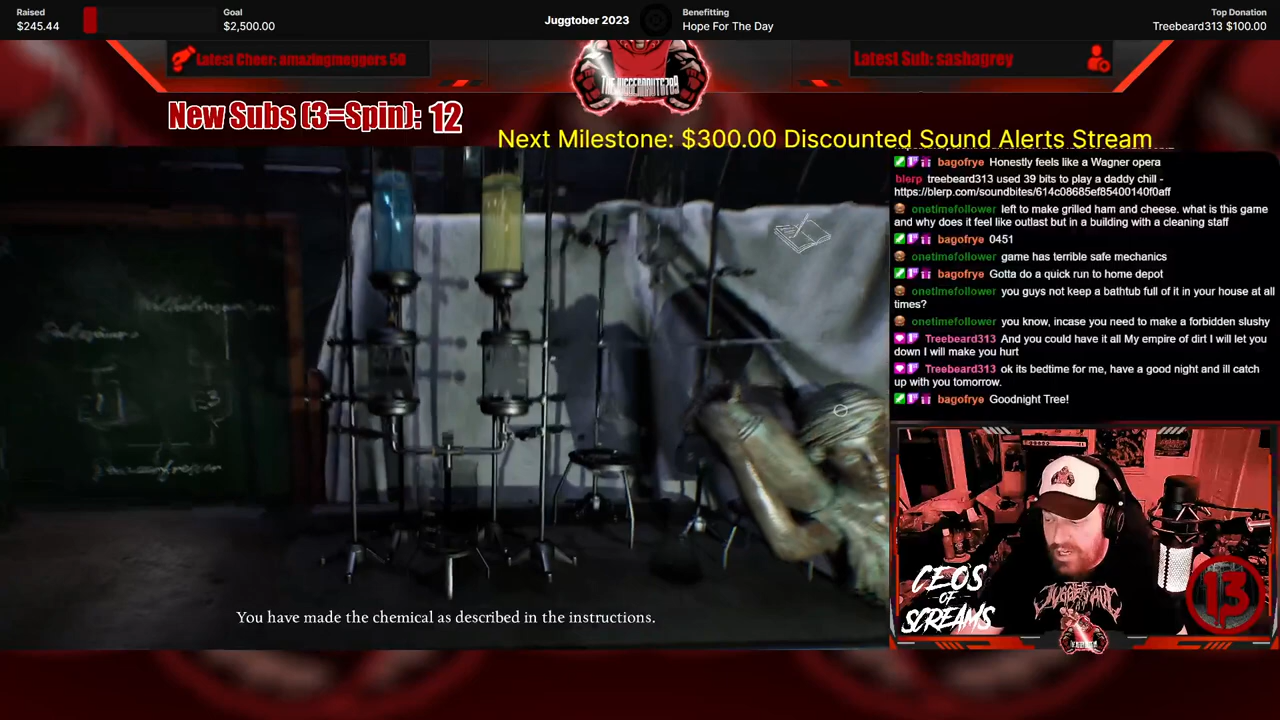 Raised
$245.44
Goal
$2,500.00
Juggtober 2023
Benefitting
Hope For The Day
Top Donation
Treebeard313 $100.00
Latest Cheer: amazingmoggors 50
THEJUGGERNAUT6789
Latest Sub: sashagrey
New Subs (3=Spin): 12
Next Milestone: $300.00 Discounted Sound Alerts Stream
bagofrye Honestly feels like a Wagner opera
blerp treebeard313 used 39 bits to play a daddy chill -
https://blerp.com/soundbites/614c08685ef85400140f0aff
onetimefollower left to make grilled ham and cheese. what is this game
and why does it feel like outlast but in a building with a cleaning staff
bagofrye 0451
onetimefollower game has terrible safe mechanics
bagofrye Gotta do a quick run to home depot
onetimefollower you guys not keep a bathtub full of it in your house at all
times?
onetimefollower you know, incase you need to make a forbidden slushy
Treebeard313 And you could have it all My empire of dirt I will let you
down I will make you hurt
Treebeard313 ok its bedtime for me, have a good night and ill catch
up with you tomorrow.
bagofrye Goodnight Tree!
You have made the chemical as described in the instructions.
CEOS
OF
SCREAMS
THE
JUGGERNAUT
13